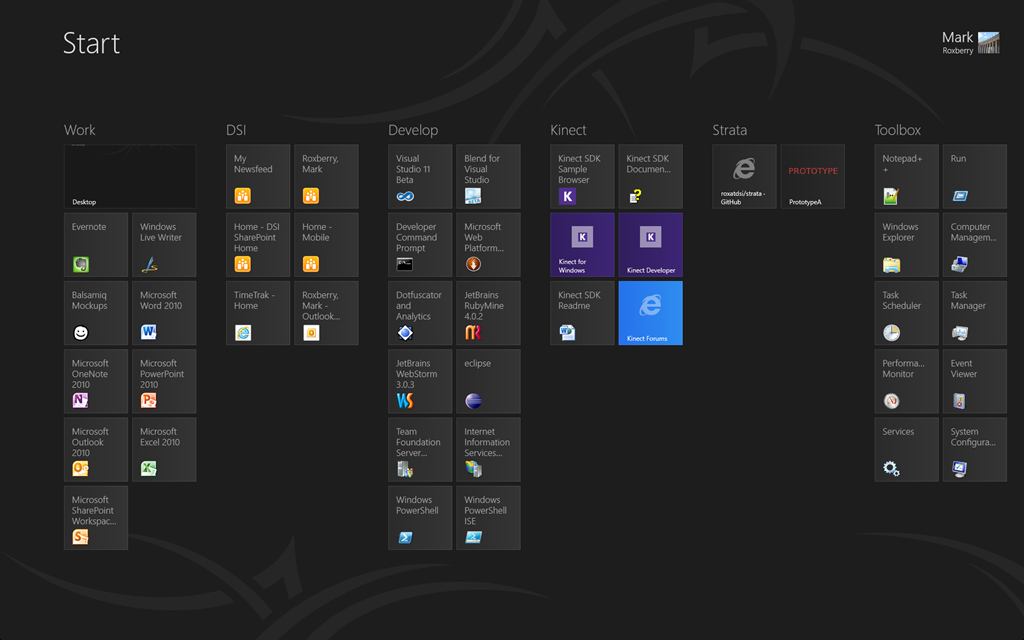 Start
Mark
Roxberry
Work
Desktop
Evernote
Windows
Live Writer
Balsamiq
Mockups
Microsoft
Word 2010
Microsoft
OneNote
2010
Microsoft
PowerPoint
2010
Microsoft
Outlook
2010
Microsoft
Excel 2010
Microsoft
SharePoint
Workspac...
DSI
My
Newsfeed
Roxberry,
Mark
Home - DSI
SharePoint
Home
Home -
Mobile
TimeTrak -
Home
Roxberry,
Mark -
Outlook...
Develop
Visual
Studio 11
Beta
Blend for
Visual
Studio
Developer
Command
Prompt
Microsoft
Web
Platform...
Dotfuscator
and
Analytics
JetBrains
RubyMine
4.0.2
JetBrains
WebStorm
3.0.3
eclipse
Team
Foundation
Server...
Internet
Information
Services...
Windows
PowerShell
Windows
PowerShell
ISE
Kinect
Kinect SDK
Sample
Browser
K
Kinect SDK
Documen...
K
Kinect for
Windows
K
Kinect Developer
Kinect SDK
Readme
Kinect Forums
Strata
roxatdsi/strata -
GitHub
PROTOTYPE
PrototypeA
Toolbox
Notepad+
+
Run
Windows
Explorer
Computer
Managem...
Task
Scheduler
Task
Manager
Performa...
Monitor
Event
Viewer
Services
System
Configura...